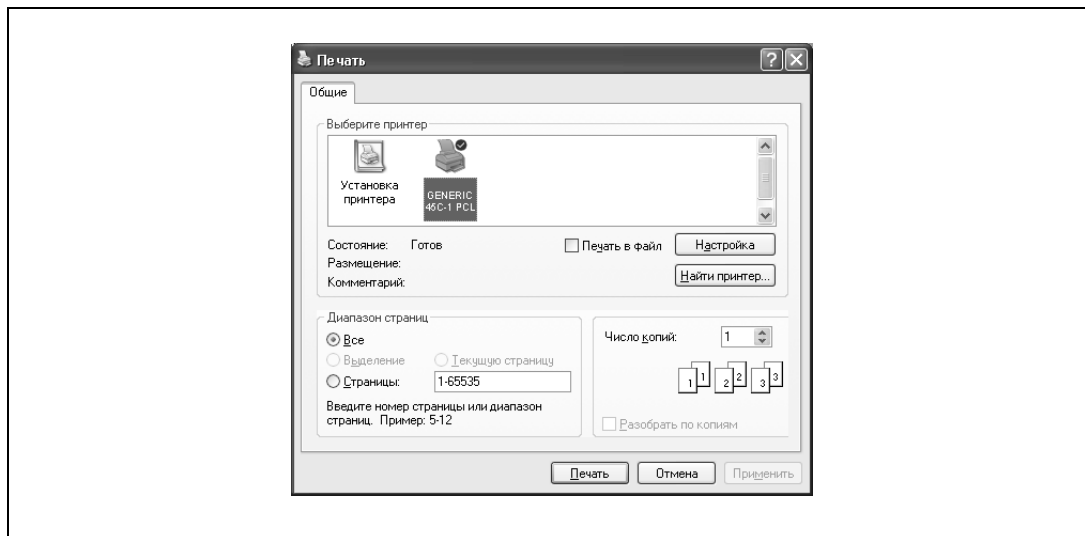 Печать
Общие
Выберите принтер
Установка
принтера
GENERIC
45C-1 PCL
Состояние: Готов
Печать в файл
Настройка
Размещение:
Найти принтер...
Комментарий:
Диапазон страниц
Все
Выделение
Текущую страницу
Страницы: 1-65535
Введите номер страницы или диапазон
страниц. Пример: 5-12
Число копий: 1
1 1 2 2 3 3
Разобрать по копиям
Печать
Отмена
Применить